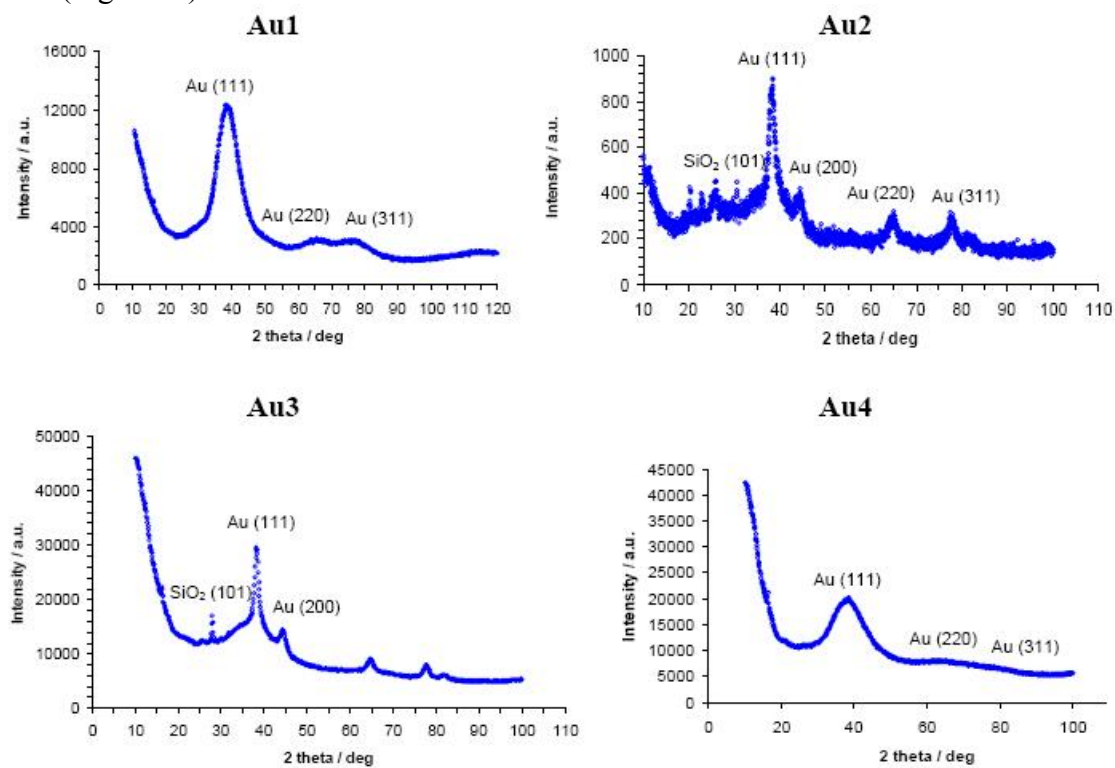 Au1
16000
12000
8000
4000
0
Intensity / a.u.
Au (111)
Au (220)
Au (311)
0 10 20 30 40 50 60 70 80 90 100 110 120
2 theta / deg
Au2
1000
800
600
400
200
0
Intensity / a.u.
Au (111)
SiO₂ (101)
Au (200)
Au (220)
Au (311)
10 20 30 40 50 60 70 80 90 100 110
2 theta / deg
Au3
50000
40000
30000
20000
10000
0
Intensity / a.u.
Au (111)
SiO₂ (101)
Au (200)
0 10 20 30 40 50 60 70 80 90 100 110
2 theta / deg
Au4
45000
40000
35000
30000
25000
20000
15000
10000
5000
0
Intensity / a.u.
Au (111)
Au (220)
Au (311)
0 20 40 60 80 100
2 theta / deg